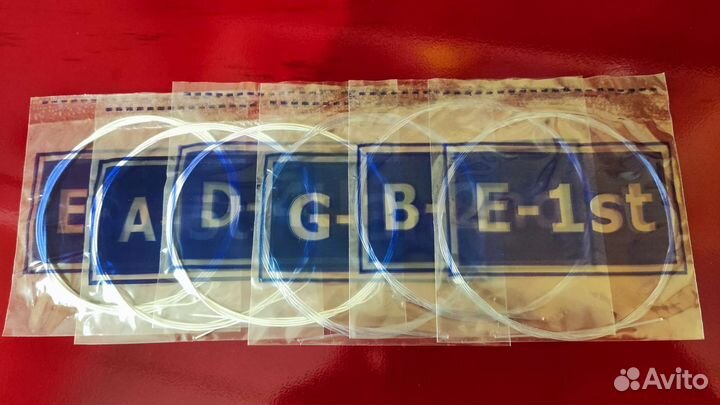 E A D- G- B- E-1st
Avito